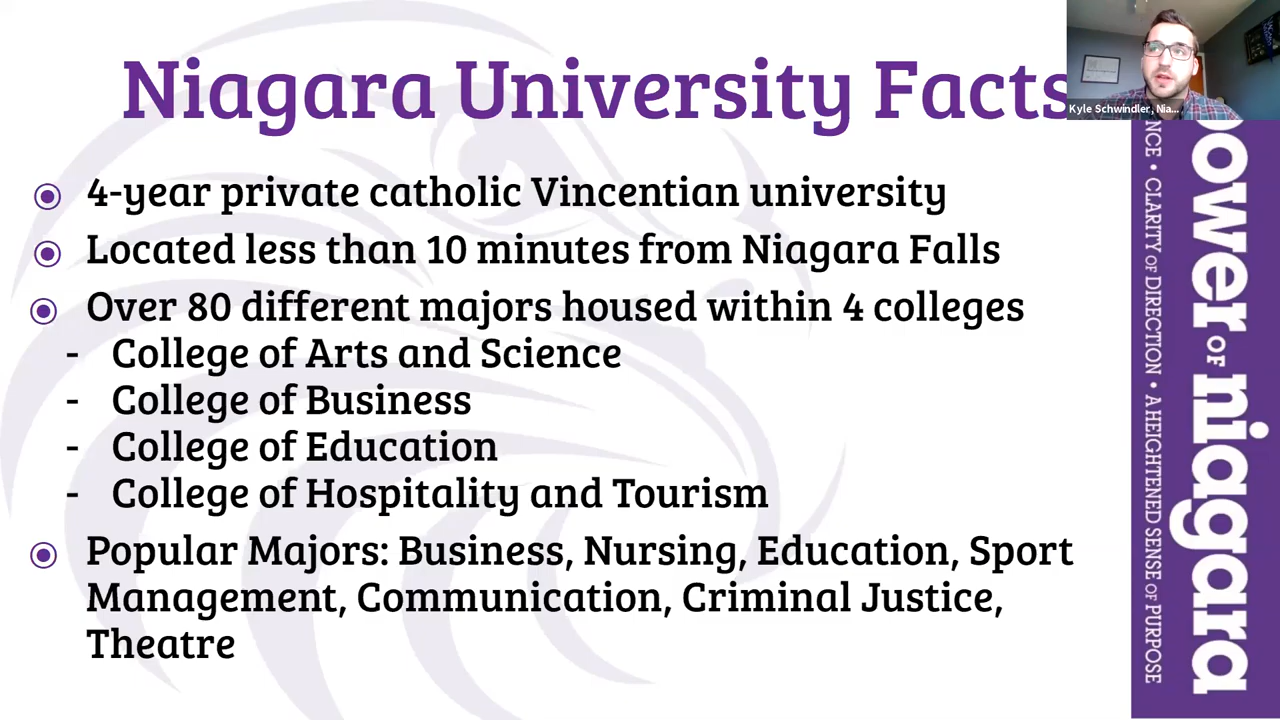 Niagara University Facts
Kyle Schwindler, Nia...
4-year private catholic Vincentian university
Located less than 10 minutes from Niagara Falls
Over 80 different majors housed within 4 colleges
- College of Arts and Science
- College of Business
- College of Education
- College of Hospitality and Tourism
Popular Majors: Business, Nursing, Education, Sport
Management, Communication, Criminal Justice,
Theatre
power OF niagara
NCE • CLARITY OF DIRECTION • A HEIGHTENED SENSE OF PURPOSE